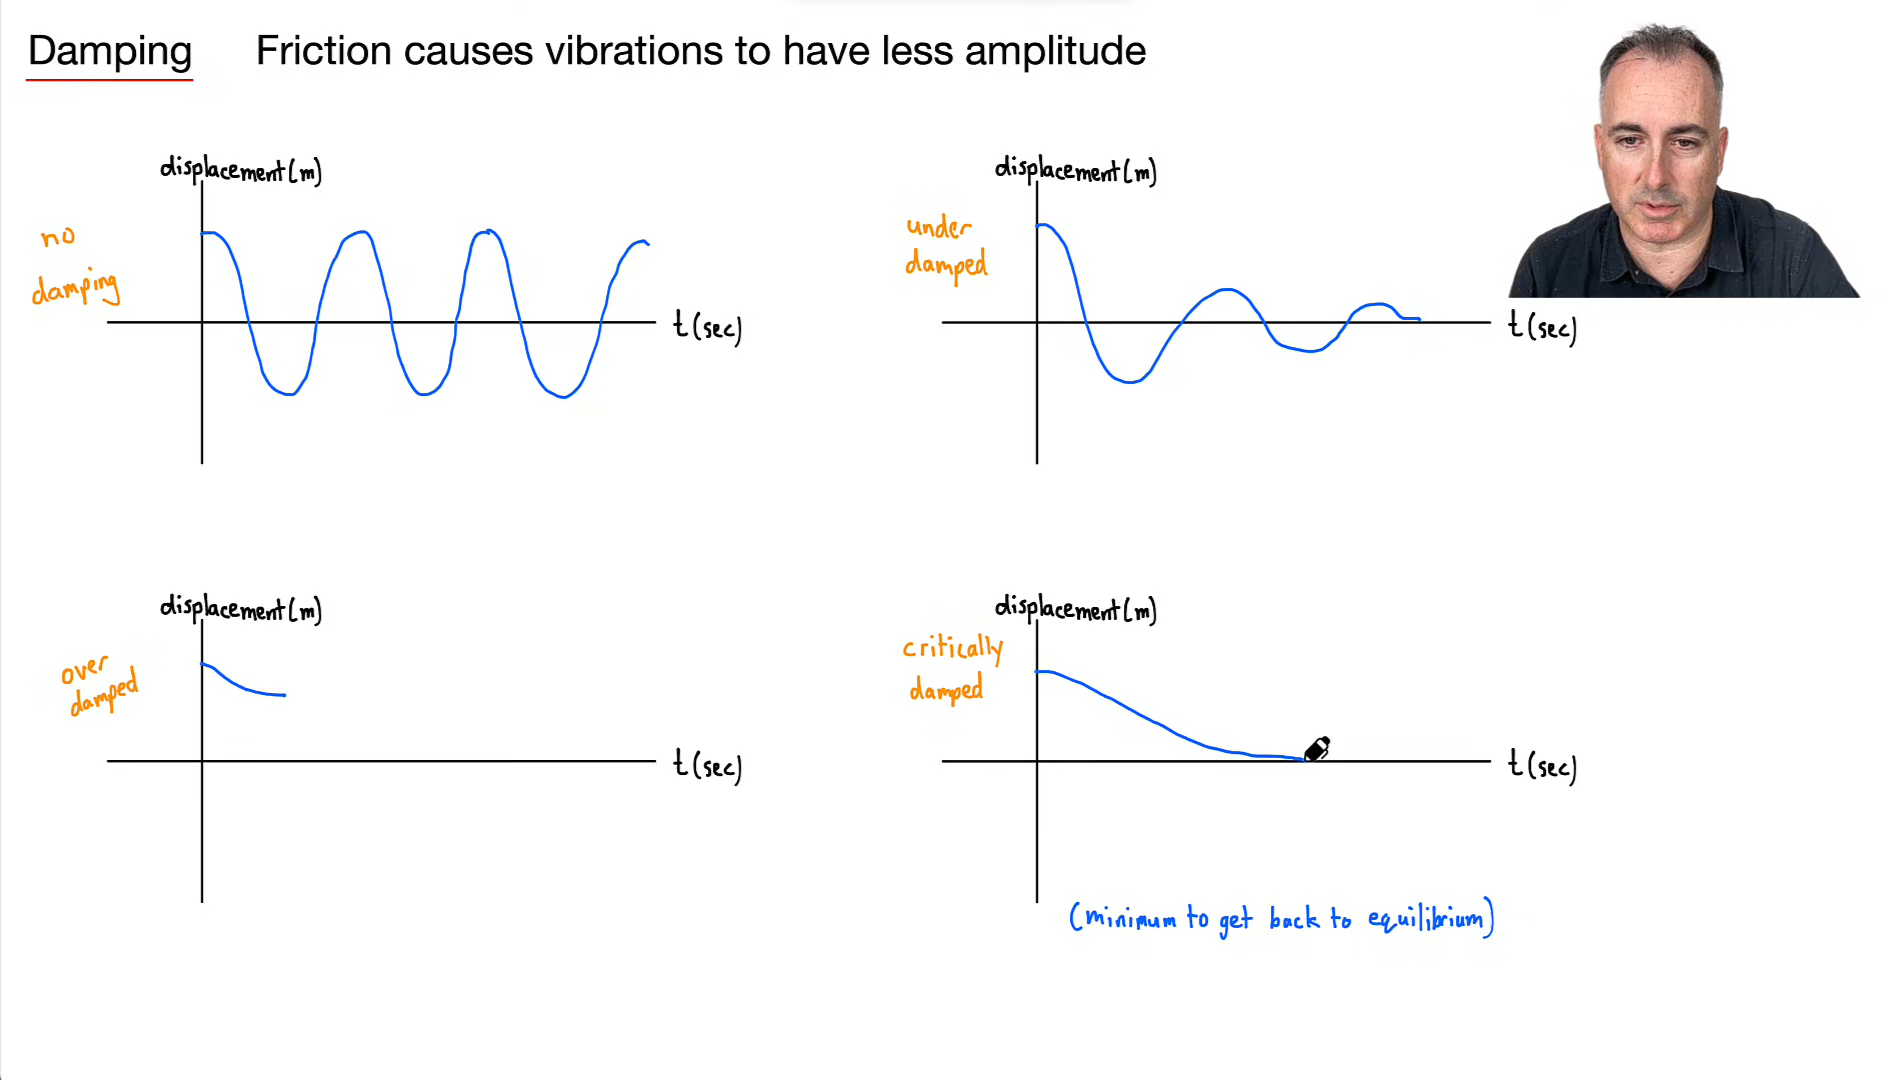 Damping Friction causes vibrations to have less amplitude
displacement(m)
no
damping
t(sec)
displacement(m)
under
damped
t(sec)
displacement(m)
over
damped
t(sec)
displacement(m)
critically
damped
t(sec)
(minimum to get back to equilibrium)